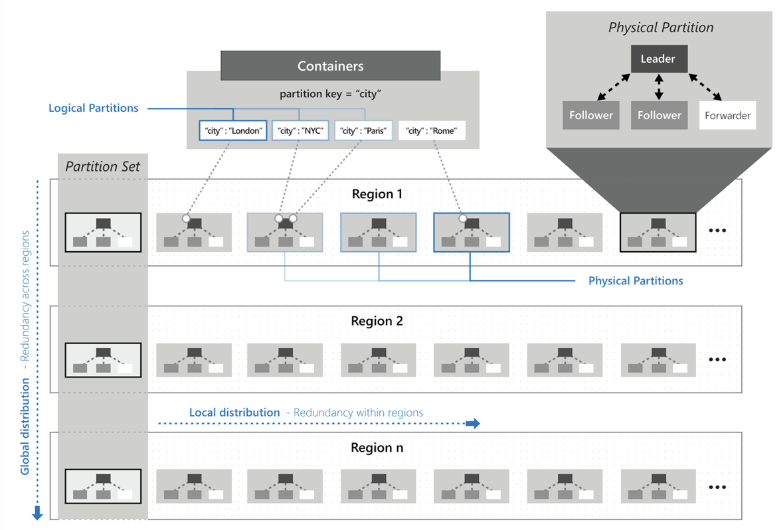 Physical Partition
Leader
Follower
Follower
Forwarder
Containers
partition key = “city”
Logical Partitions
"city" : "London"
"city" : "NYC"
"city" : "Paris"
"city" : "Rome"
Partition Set
Region 1
•••
Physical Partitions
Region 2
•••
Local distribution - Redundancy within regions
Region n
•••
Global distribution - Redundancy across regions